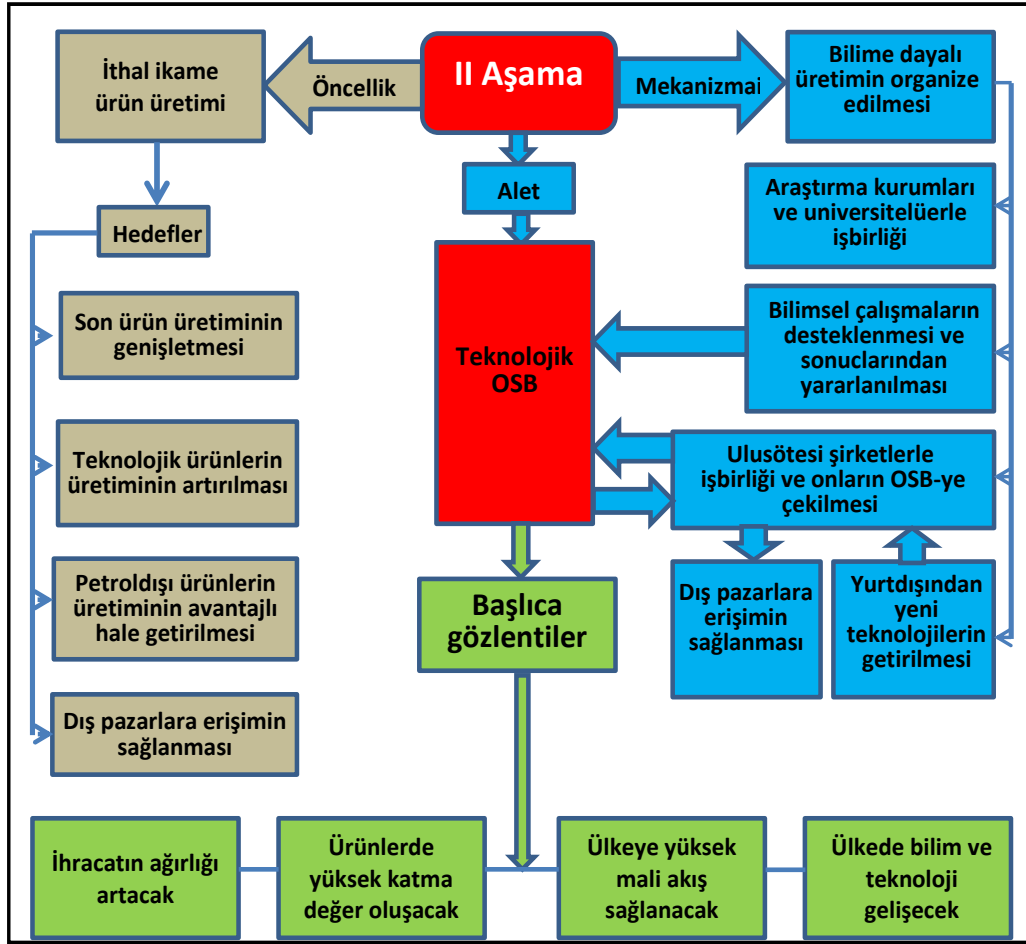 İthal ikame
ürün üretimi
Öncellik
II Aşama
Mekanizmai
Bilime dayalı
üretimin organize
edilmesi
Alet
Araştırma kurumları
ve universitelüerle
işbirliği
Hedefler
Son ürün üretiminin
genişletmesi
Teknolojik
OSB
Bilimsel çalışmaların
desteklenmesi ve
sonuclarından
yararlanılması
Teknolojik ürünlerin
üretiminin artırılması
Ulusötesi şirketlerle
işbirliği ve onların OSB-ye
çekilmesi
Petroldışı ürünlerin
üretiminin avantajlı
hale getirilmesi
Başlıca
gözlentiler
Dış pazarlara
erişimin
sağlanması
Yurtdışından
yeni
teknolojilerin
getirilmesi
Dış pazarlara erişimin
sağlanması
İhracatın ağırlığı
artacak
Ürünlerde
yüksek katma
değer oluşacak
Ülkeye yüksek
mali akış
sağlanacak
Ülkede bilim ve
teknoloji
gelişecek